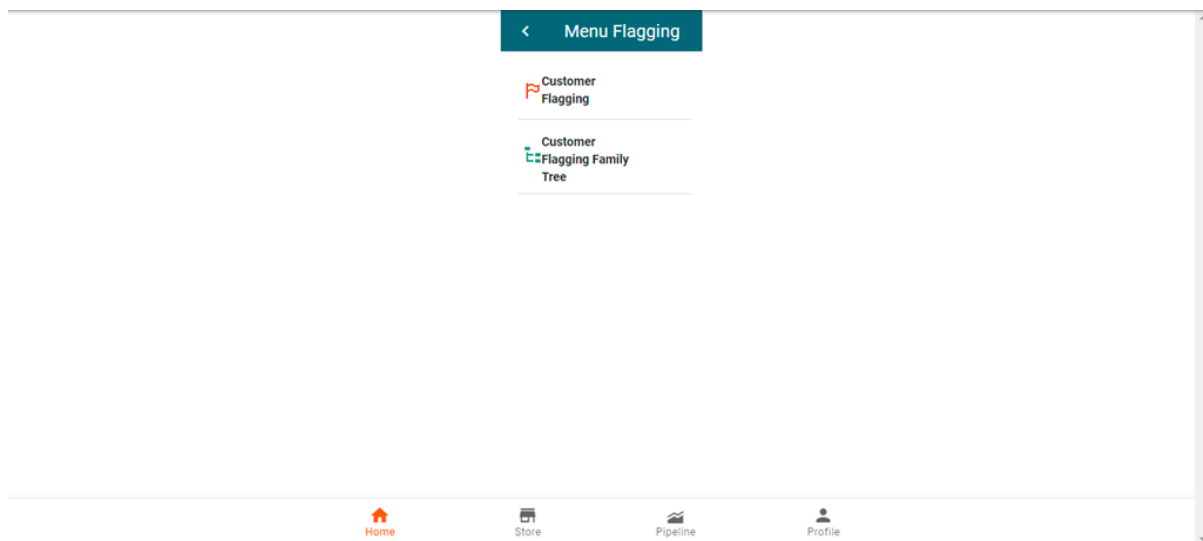 Menu Flagging
Customer
Flagging
Customer
Flagging Family
Tree
Home
Store
Pipeline
Profile